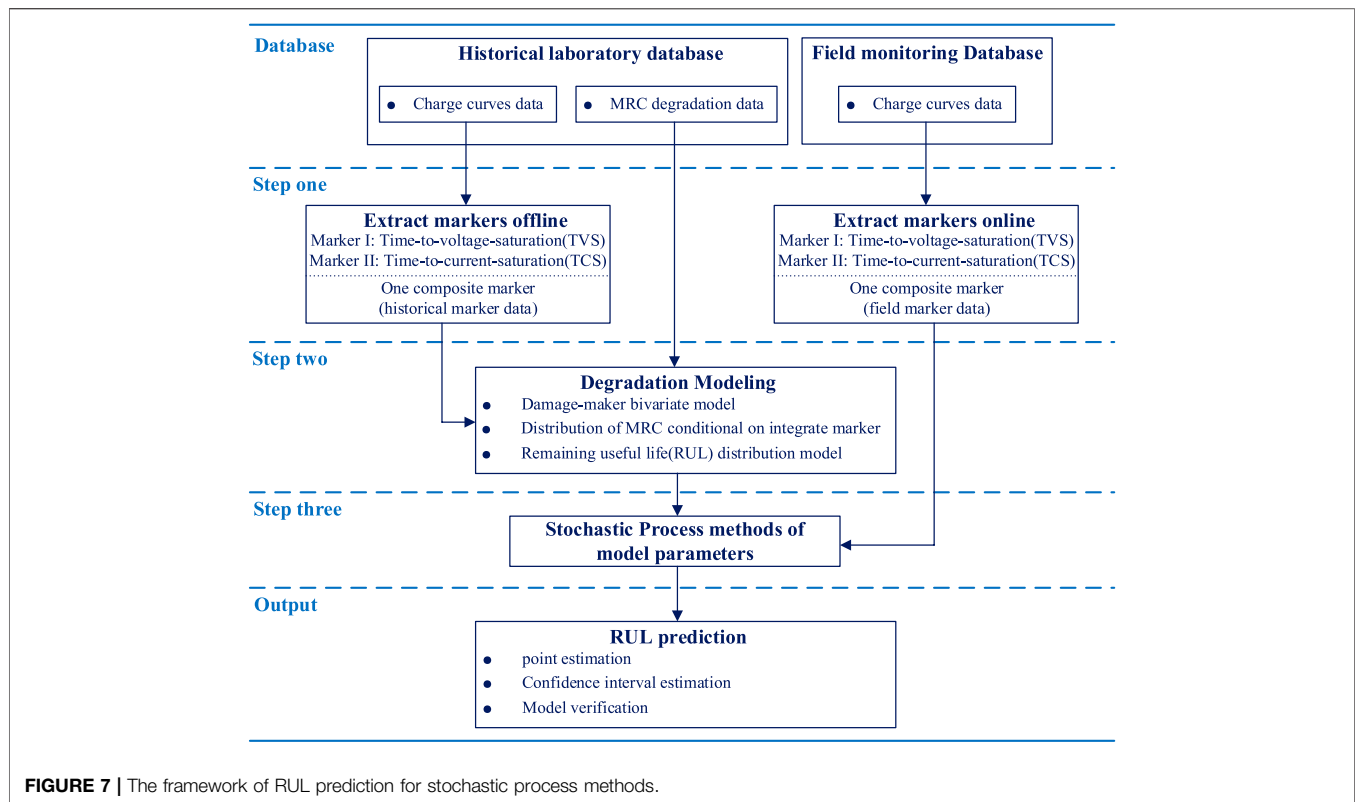 Database
Historical laboratory database
Field monitoring Database
● Charge curves data
● MRC degradation data
● Charge curves data
Step one
Extract markers offline
Marker I: Time-to-voltage-saturation(TVS)
Marker II: Time-to-current-saturation(TCS)
One composite marker
(historical marker data)
Extract markers online
Marker I: Time-to-voltage-saturation(TVS)
Marker II: Time-to-current-saturation(TCS)
One composite marker
(field marker data)
Step two
Degradation Modeling
● Damage-maker bivariate model
● Distribution of MRC conditional on integrate marker
● Remaining useful life(RUL) distribution model
Step three
Stochastic Process methods of
model parameters
Output
RUL prediction
● point estimation
● Confidence interval estimation
● Model verification
FIGURE 7 | The framework of RUL prediction for stochastic process methods.